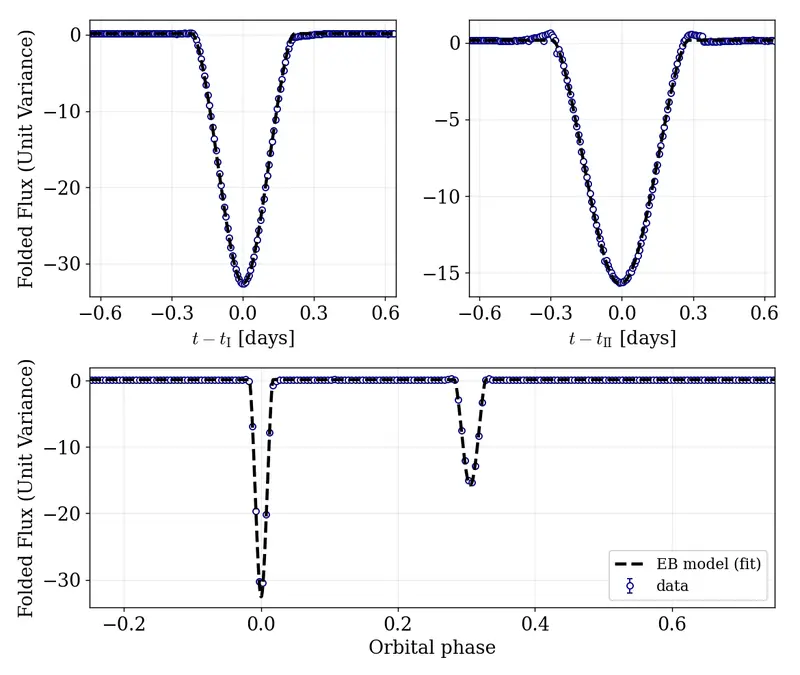 Folded Flux (Unit Variance)
0
−10
−20
−30
−0.6 −0.3 0.0 0.3 0.6
t − t_I [days]
0
−5
−10
−15
−0.6 −0.3 0.0 0.3 0.6
t − t_II [days]
Folded Flux (Unit Variance)
0
−10
−20
−30
EB model (fit)
data
−0.2 0.0 0.2 0.4 0.6
Orbital phase